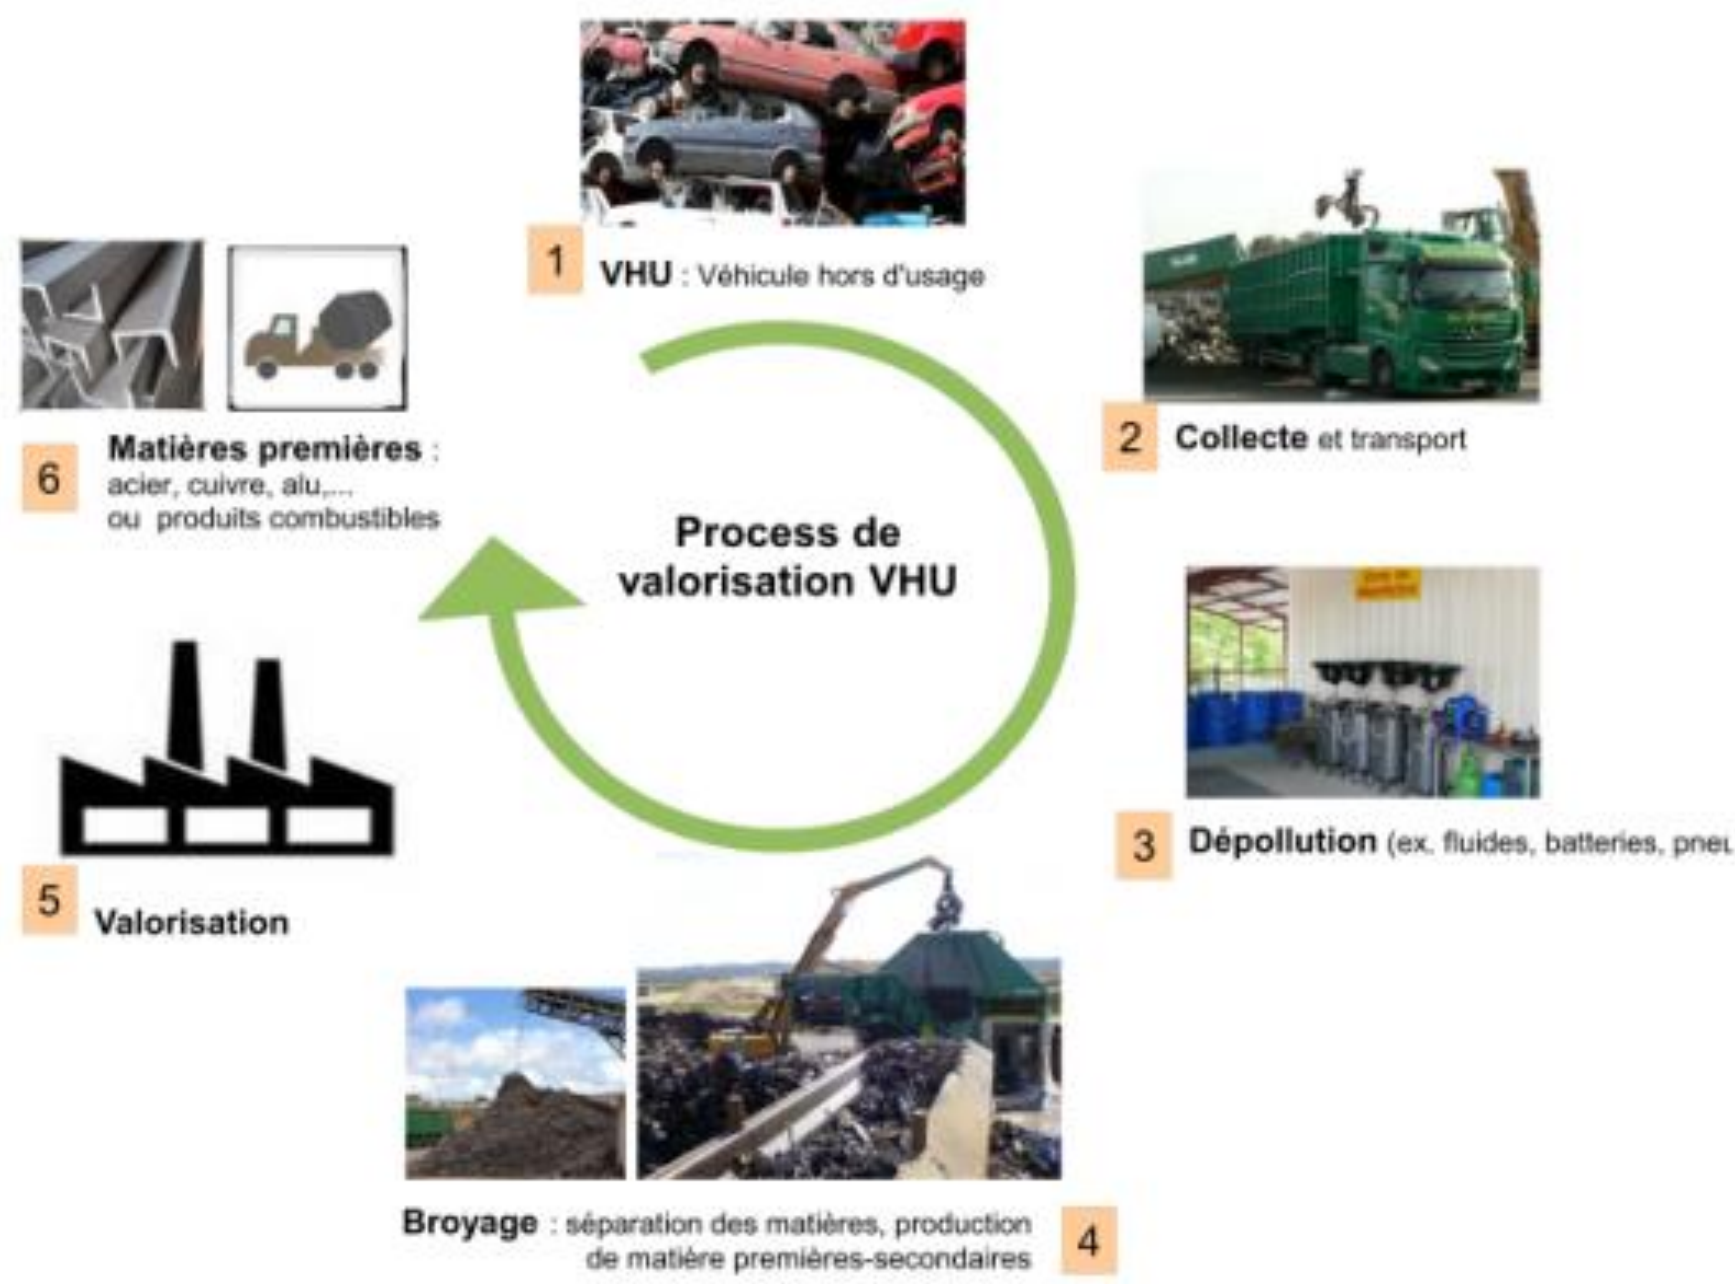 1
VHU : Véhicule hors d'usage
2
Collecte et transport
3
Dépollution (ex. fluides, batteries, pneu
4
Broyage : séparation des matières, production
de matière premières-secondaires
5
Valorisation
6
Matières premières :
acier, cuivre, alu,...
ou produits combustibles
Process de
valorisation VHU